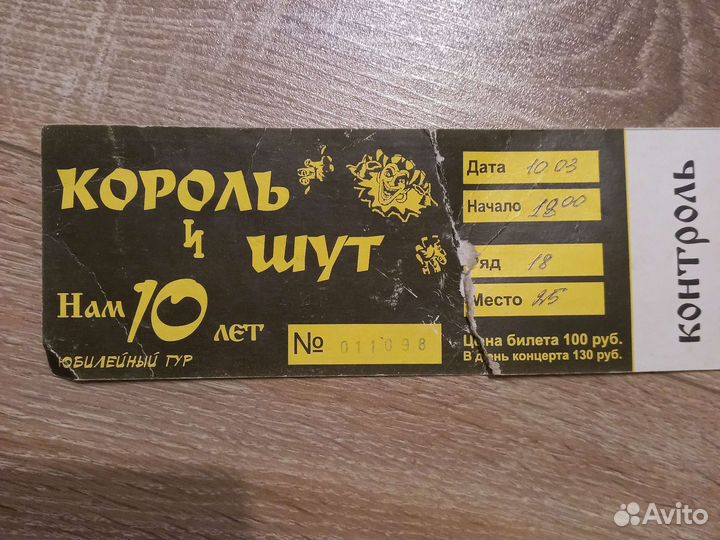 КОРОЛЬ
и
ШУТ
Нам 10 лет
ЮБИЛЕЙНЫЙ ТУР
№ 011098
Дата 10.03
Начало 18 00
Ряд 18
Место 25
Цена билета 100 руб.
В день концерта 130 руб.
контроль
Avito